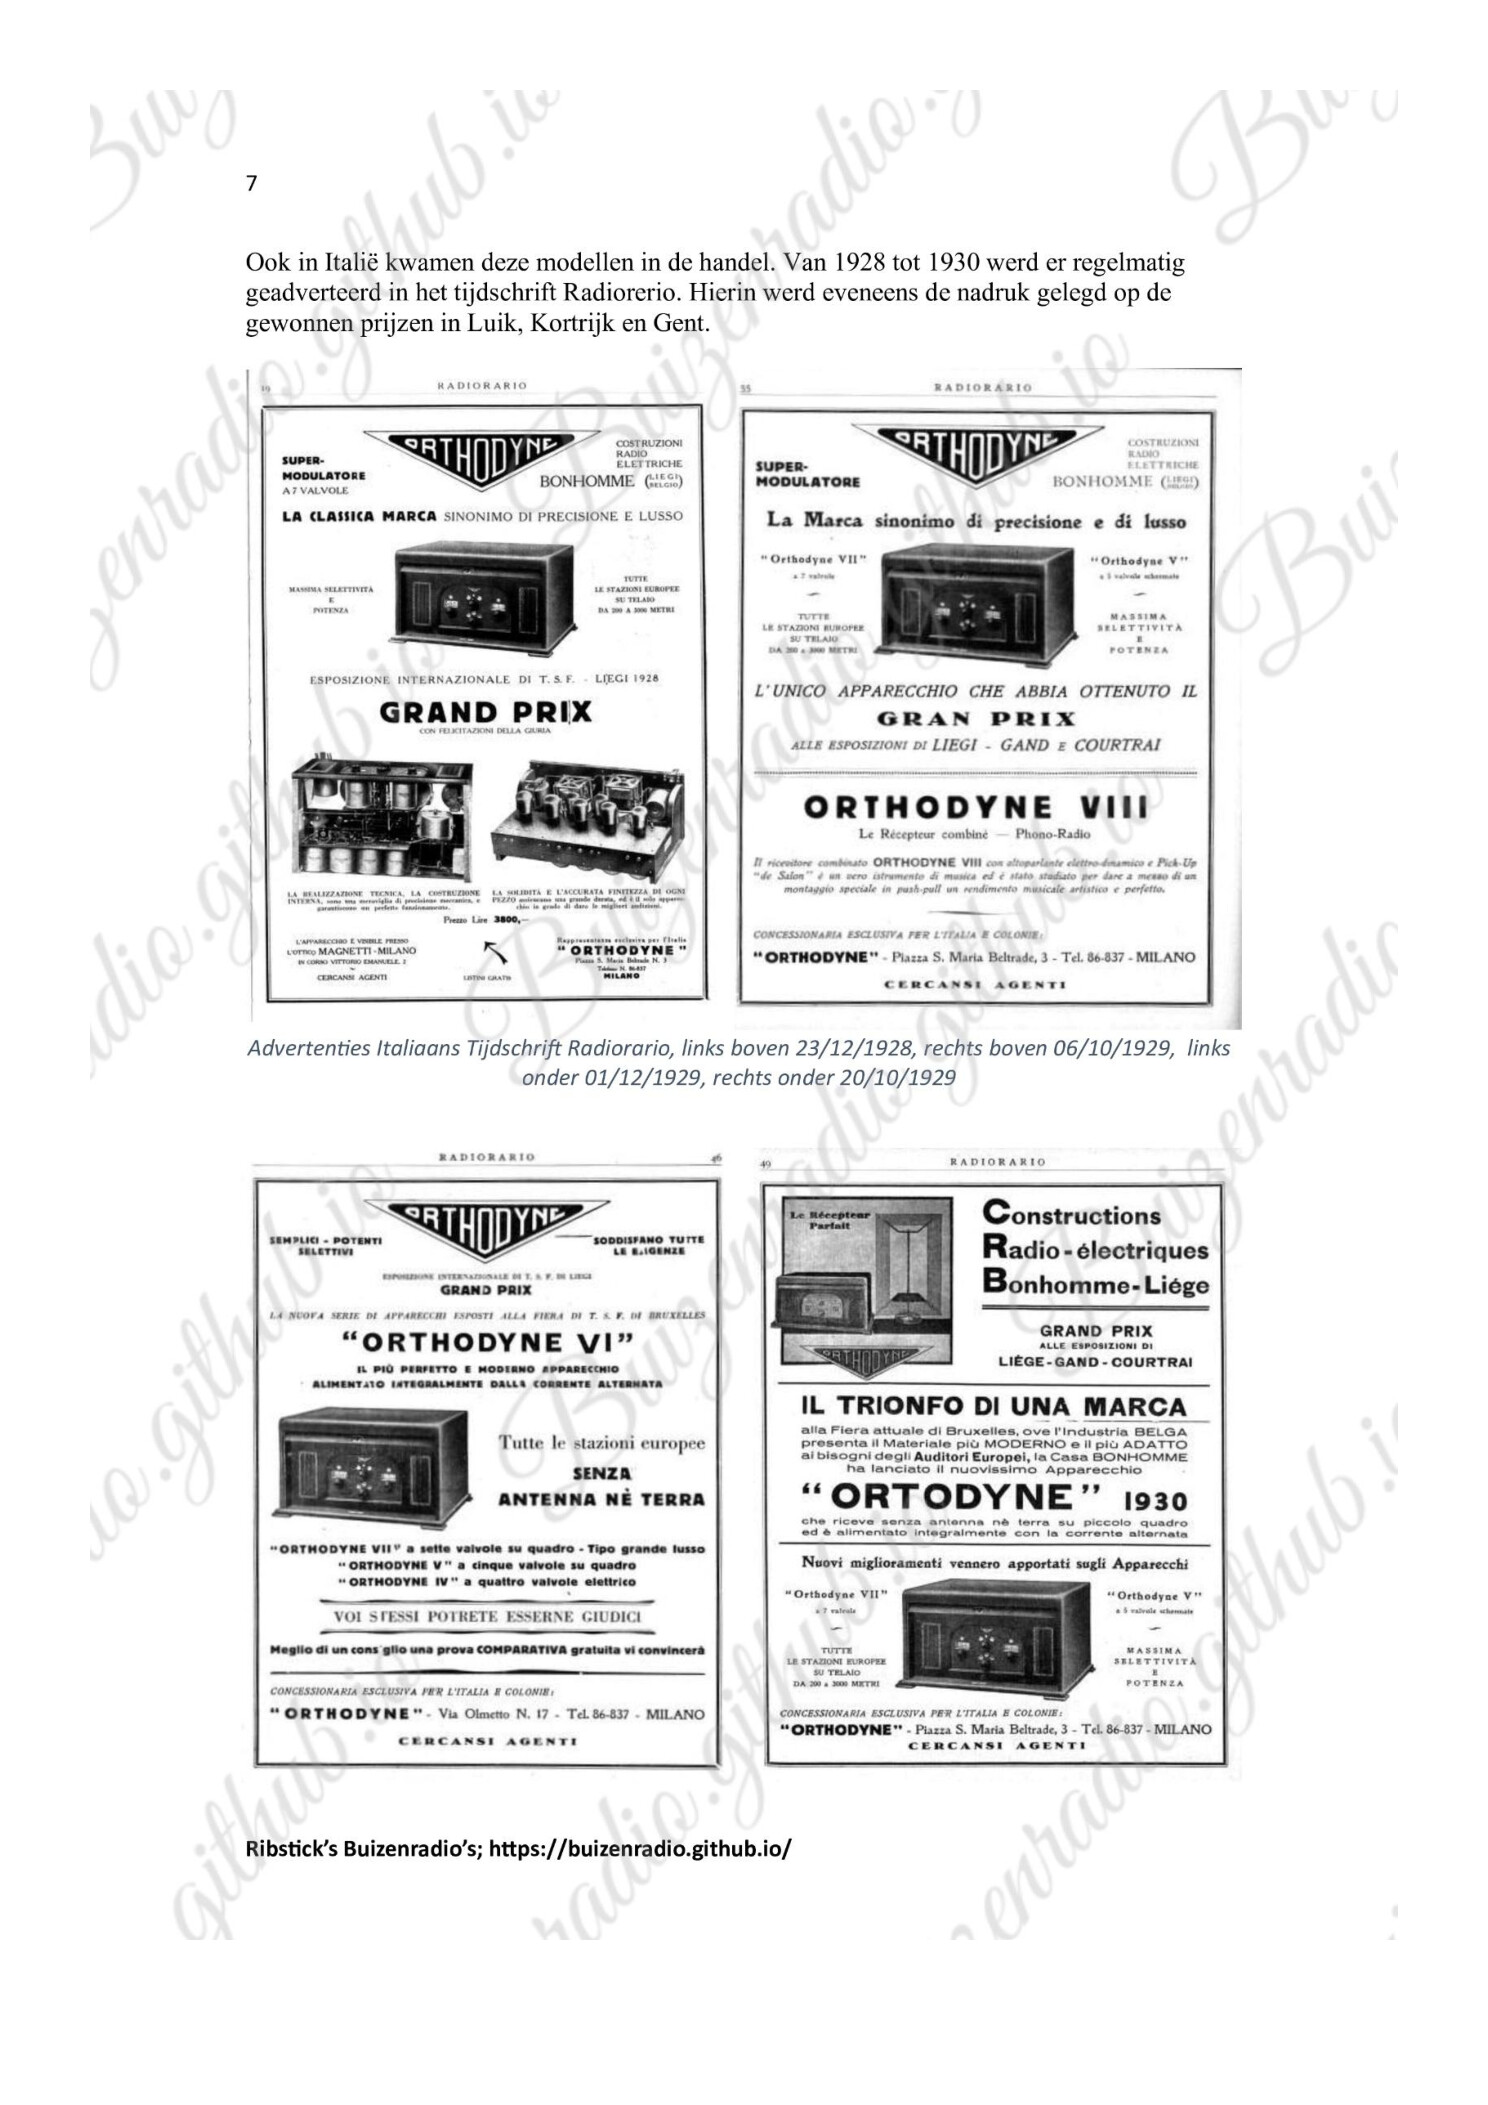 7
Ook in Italië kwamen deze modellen in de handel. Van 1928 tot 1930 werd er regelmatig
geadverteerd in het tijdschrift Radiorerio. Hierin werd eveneens de nadruk gelegd op de
gewonnen prijzen in Luik, Kortrijk en Gent.
19 RADIORARIO
ORTHODYNE
SUPER-
MODULATORE
A 7 VALVOLE
COSTRUZIONI
RADIO
ELETTRICHE
BONHOMME (LIEGI BELGIO)
LA CLASSICA MARCA SINONIMO DI PRECISIONE E LUSSO
MASSIMA SELETTIVITÀ
E
POTENZA
TUTTE
LE STAZIONI EUROPEE
SU TELAIO
DA 200 A 3000 METRI
ESPOSIZIONE INTERNAZIONALE DI T. S. F. - LIEGI 1928
GRAND PRIX
CON FELICITAZIONI DELLA GIURIA
LA REALIZZAZIONE TECNICA, LA COSTRUZIONE
INTERNA, sono una meraviglia di precisione meccanica, e
garantiscono un perfetto funzionamento.
LA SOLIDITÀ E L'ACCURATA FINITEZZA DI OGNI
PEZZO assicurano una grande durata, ed è il solo apparec-
chio in grado di dare le migliori audizioni.
Prezzo Lire 3800,—
L'APPARECCHIO È VISIBILE PRESSO
L'OTTICO MAGNETTI - MILANO
IN CORSO VITTORIO EMANUELE, 2
CERCANSI AGENTI
LISTINI GRATIS
Rappresentanza esclusiva per l'Italia
" ORTHODYNE "
Piazza S. Maria Beltrade N. 3
Telefono N. 86-837
MILANO
55 RADIORARIO
ORTHODYNE
SUPER-
MODULATORE
COSTRUZIONI
RADIO
ELETTRICHE
BONHOMME (LIEGI BELGIO)
La Marca sinonimo di precisione e di lusso
"Orthodyne VII"
a 7 valvole
TUTTE
LE STAZIONI EUROPEE
SU TELAIO
DA 200 a 3000 METRI
"Orthodyne V"
a 5 valvole schermate
MASSIMA
SELETTIVITÀ
E
POTENZA
L'UNICO APPARECCHIO CHE ABBIA OTTENUTO IL
GRAN PRIX
ALLE ESPOSIZIONI DI LIEGI - GAND E COURTRAI
ORTHODYNE VIII
Le Récepteur combiné — Phono-Radio
Il ricevitore combinato ORTHODYNE VIII con altoparlante elettro-dinamico e Pick-Up
"de Salon" è un vero istrumento di musica ed è stato studiato per dare a mezzo di un
montaggio speciale in push-pull un rendimento musicale artistico e perfetto.
CONCESSIONARIA ESCLUSIVA PER L'ITALIA E COLONIE:
"ORTHODYNE" - Piazza S. Maria Beltrade, 3 - Tel. 86-837 - MILANO
CERCANSI AGENTI
Advertenties Italiaans Tijdschrift Radiorario, links boven 23/12/1928, rechts boven 06/10/1929, links
onder 01/12/1929, rechts onder 20/10/1929
RADIORARIO 46
ORTHODYNE
SEMPLICI - POTENTI
SELETTIVI
SODDISFANO TUTTE
LE ESIGENZE
ESPOSIZIONE INTERNAZIONALE DI T. S. F. DI LIEGI
GRAND PRIX
LA NUOVA SERIE DI APPARECCHI ESPOSTI ALLA FIERA DI T. S. F. DI BRUXELLES
"ORTHODYNE VI"
IL PIÙ PERFETTO E MODERNO APPARECCHIO
ALIMENTATO INTEGRALMENTE DALLA CORRENTE ALTERNATA
Tutte le stazioni europee
SENZA
ANTENNA NÈ TERRA
"ORTHODYNE VII" a sette valvole su quadro - Tipo grande lusso
"ORTHODYNE V" a cinque valvole su quadro
"ORTHODYNE IV" a quattro valvole elettrico
VOI STESSI POTRETE ESSERNE GIUDICI
Meglio di un consiglio una prova COMPARATIVA gratuita vi convincerà
CONCESSIONARIA ESCLUSIVA PER L'ITALIA E COLONIE:
"ORTHODYNE" - Via Olmetto N. 17 - Tel. 86-837 - MILANO
CERCANSI AGENTI
49 RADIORARIO
Le Récepteur
Parfait
ORTHODYNE
Constructions
Radio-électriques
Bonhomme-Liége
GRAND PRIX
ALLE ESPOSIZIONI DI
LIÉGE-GAND-COURTRAI
IL TRIONFO DI UNA MARCA
alla Fiera attuale di Bruxelles, ove l'Industria BELGA
presenta il Materiale più MODERNO e il più ADATTO
ai bisogni degli Auditori Europei, la Casa BONHOMME
ha lanciato il nuovissimo Apparecchio
"ORTODYNE" 1930
che riceve senza antenna nè terra su piccolo quadro
ed è alimentato integralmente con la corrente alternata
Nuovi miglioramenti vennero apportati sugli Apparecchi
"Orthodyne VII"
a 7 valvole
TUTTE
LE STAZIONI EUROPEE
SU TELAIO
DA 200 a 3000 METRI
"Orthodyne V"
a 5 valvole schermate
MASSIMA
SELETTIVITÀ
E
POTENZA
CONCESSIONARIA ESCLUSIVA PER L'ITALIA E COLONIE:
"ORTHODYNE" - Piazza S. Maria Beltrade, 3 - Tel. 86-837 - MILANO
CERCANSI AGENTI
Ribstick's Buizenradio's; https://buizenradio.github.io/
Buizenradio.github.io